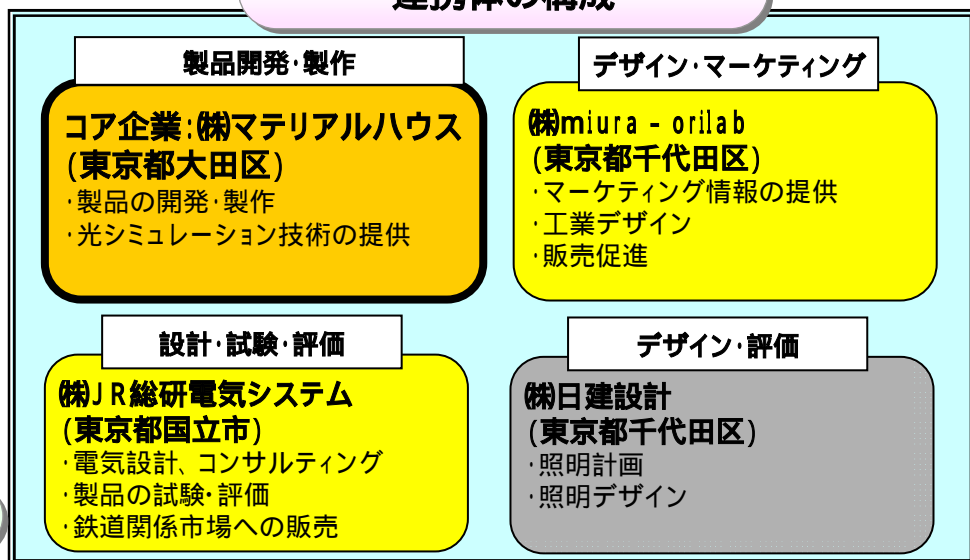 連携体の構成
製品開発・製作
コア企業:㈱マテリアルハウス
(東京都大田区)
・製品の開発・製作
・光シミュレーション技術の提供
デザイン・マーケティング
㈱miura－orilab
(東京都千代田区)
・マーケティング情報の提供
・工業デザイン
・販売促進
設計・試験・評価
㈱JR総研電気システム
(東京都国立市)
・電気設計、コンサルティング
・製品の試験・評価
・鉄道関係市場への販売
デザイン・評価
㈱日建設計
(東京都千代田区)
・照明計画
・照明デザイン